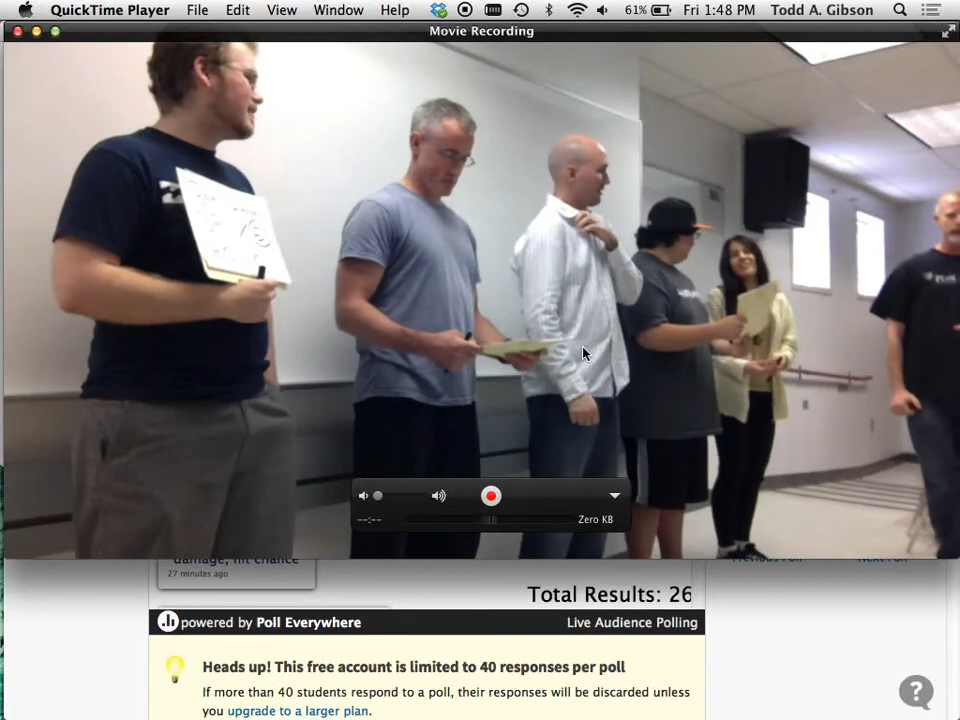 QuickTime Player File Edit View Window Help 61% Fri 1:48 PM Todd A. Gibson
Movie Recording
--:-- Zero KB
damage, hit chance
27 minutes ago
Total Results: 26
powered by Poll Everywhere Live Audience Polling
Heads up! This free account is limited to 40 responses per poll
If more than 40 students respond to a poll, their responses will be discarded unless
you upgrade to a larger plan.